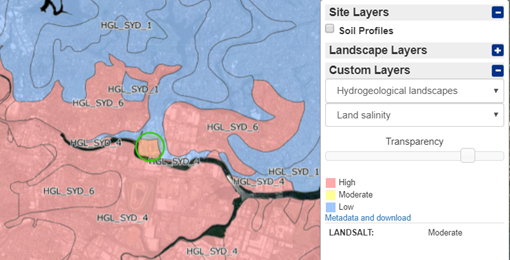 HGL_SYD_1
HGL_SYD_1
HGL_SYD_6
HGL_SYD_6
HGL_SYD_4
HGL_SYD_4
HGL_SYD_1
HGL_SYD_4
HGL_SYD_6
HGL_SYD_4
HGL_SYD_4
Site Layers
Soil Profiles
Landscape Layers
Custom Layers
Hydrogeological landscapes
Land salinity
Transparency
High
Moderate
Low
Metadata and download
LANDSALT: Moderate